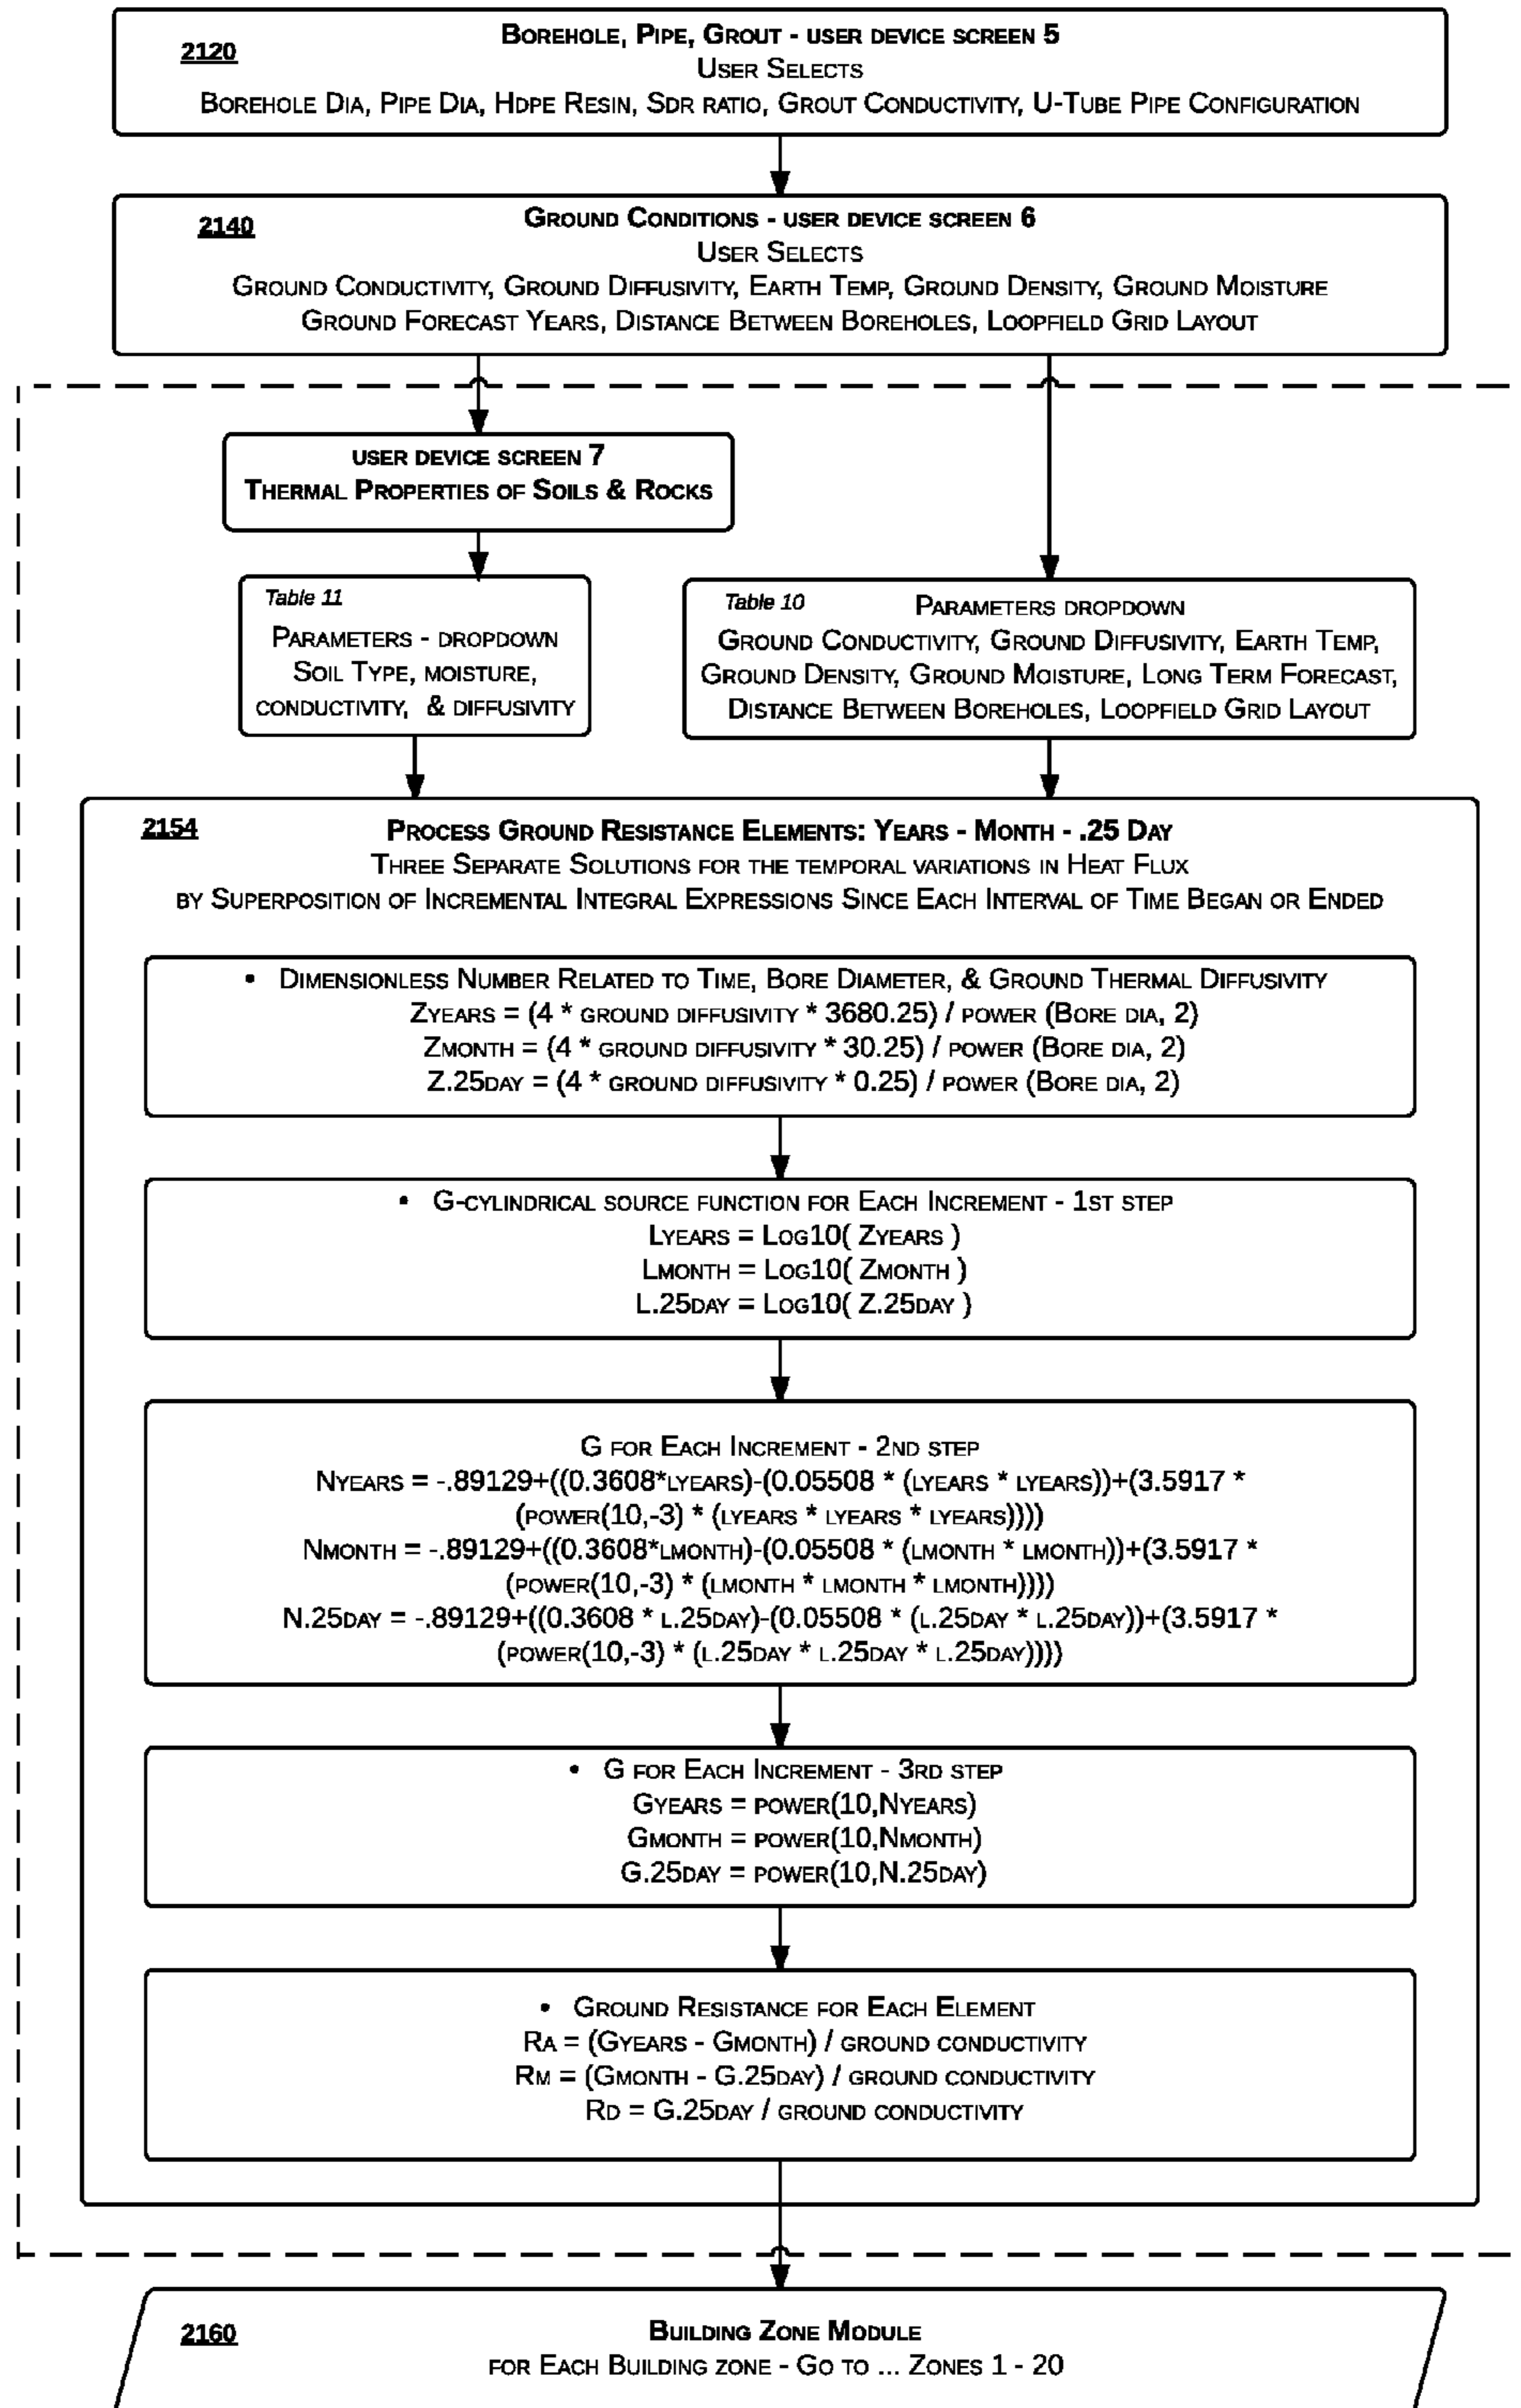 2120
Borehole, Pipe, Grout - user device screen 5
User Selects
Borehole Dia, Pipe Dia, Hdpe Resin, Sdr ratio, Grout Conductivity, U-Tube Pipe Configuration
2140
Ground Conditions - user device screen 6
User Selects
Ground Conductivity, Ground Diffusivity, Earth Temp, Ground Density, Ground Moisture
Ground Forecast Years, Distance Between Boreholes, Loopfield Grid Layout
user device screen 7
Thermal Properties of Soils & Rocks
Table 11
Parameters - dropdown
Soil Type, moisture,
conductivity, & diffusivity
Table 10
Parameters dropdown
Ground Conductivity, Ground Diffusivity, Earth Temp,
Ground Density, Ground Moisture, Long Term Forecast,
Distance Between Boreholes, Loopfield Grid Layout
2154
Process Ground Resistance Elements: Years - Month - .25 Day
Three Separate Solutions for the temporal variations in Heat Flux
by Superposition of Incremental Integral Expressions Since Each Interval of Time Began or Ended
• Dimensionless Number Related to Time, Bore Diameter, & Ground Thermal Diffusivity
Zyears = (4 * ground diffusivity * 3680.25) / power (Bore dia, 2)
Zmonth = (4 * ground diffusivity * 30.25) / power (Bore dia, 2)
Z.25day = (4 * ground diffusivity * 0.25) / power (Bore dia, 2)
• G-cylindrical source function for Each Increment - 1st step
Lyears = Log10( Zyears )
Lmonth = Log10( Zmonth )
L.25day = Log10( Z.25day )
G for Each Increment - 2nd step
Nyears = -.89129+((0.3608*lyears)-(0.05508 * (lyears * lyears))+(3.5917 *
(power(10,-3) * (lyears * lyears * lyears))))
Nmonth = -.89129+((0.3608*lmonth)-(0.05508 * (lmonth * lmonth))+(3.5917 *
(power(10,-3) * (lmonth * lmonth * lmonth))))
N.25day = -.89129+((0.3608 * l.25day)-(0.05508 * (l.25day * l.25day))+(3.5917 *
(power(10,-3) * (l.25day * l.25day * l.25day))))
• G for Each Increment - 3rd step
Gyears = power(10,Nyears)
Gmonth = power(10,Nmonth)
G.25day = power(10,N.25day)
• Ground Resistance for Each Element
Ra = (Gyears - Gmonth) / ground conductivity
Rm = (Gmonth - G.25day) / ground conductivity
Rd = G.25day / ground conductivity
2160
Building Zone Module
for Each Building zone - Go to ... Zones 1 - 20